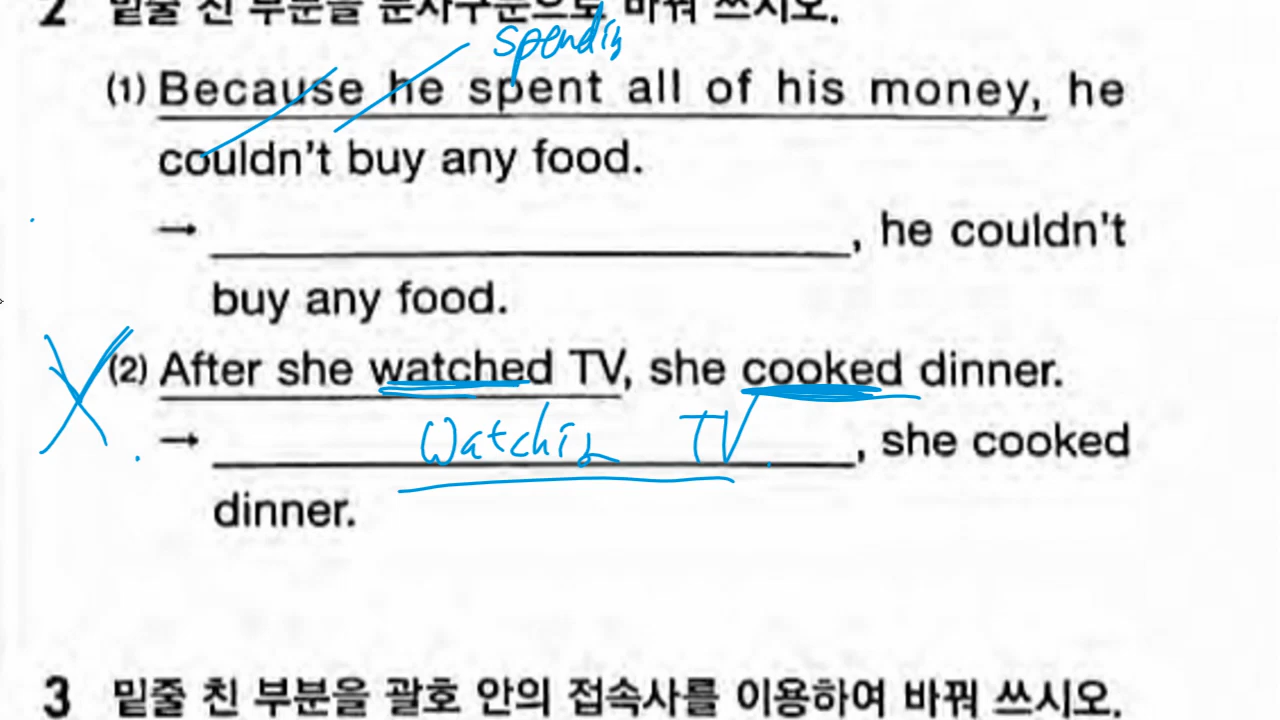 2 밑줄 친 부분을 분사구문으로 바꿔 쓰시오.
spending
(1) Because he spent all of his money, he
couldn't buy any food.
→ ____________________, he couldn't
buy any food.
X (2) After she watched TV, she cooked dinner.
→ Watching TV, she cooked
dinner.
3 밑줄 친 부분을 괄호 안의 접속사를 이용하여 바꿔 쓰시오.